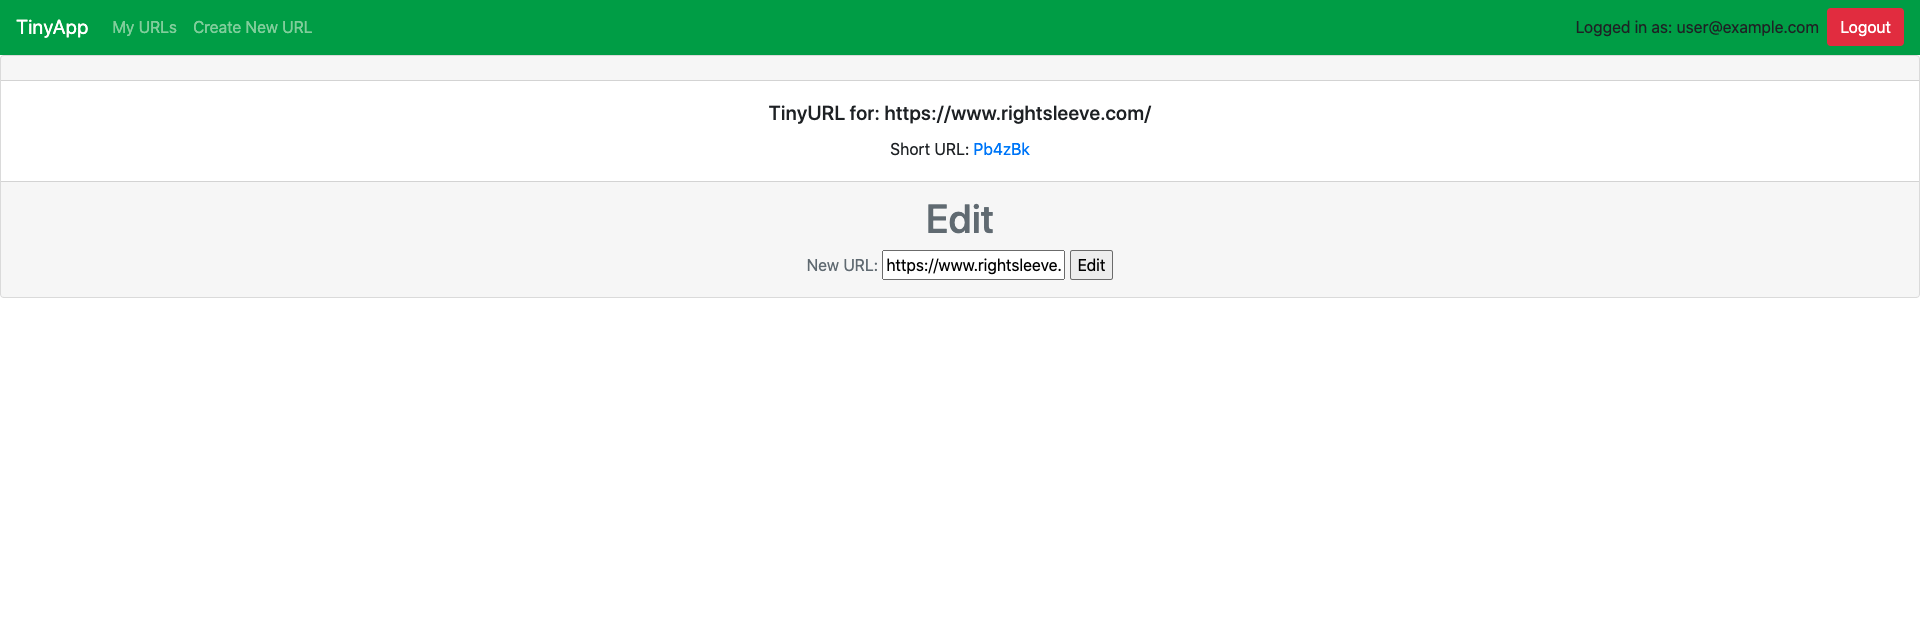 TinyApp My URLs Create New URL Logged in as: user@example.com Logout
TinyURL for: https://www.rightsleeve.com/
Short URL: Pb4zBk
Edit
New URL: https://www.rightsleeve. Edit